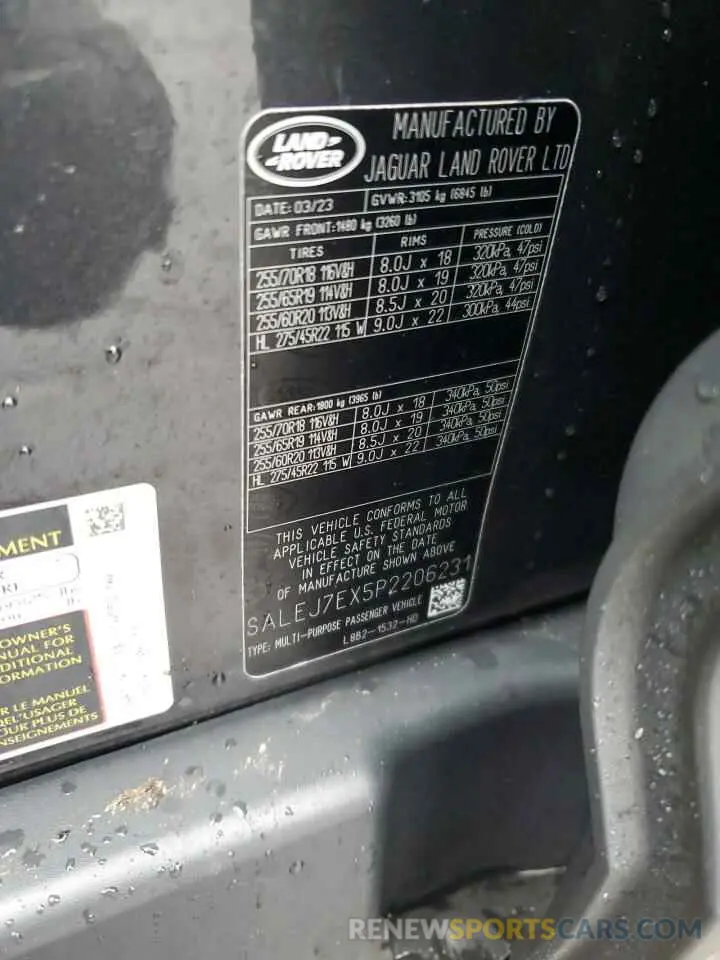 LAND
ROVER
MANUFACTURED BY
JAGUAR LAND ROVER LTD
DATE: 03/23 GVWR: 3105 kg (6845 lb)
GAWR FRONT: 1480 kg (3260 lb)
TIRES RIMS PRESSURE (COLD)
255/70R18 116V&H 8.0J x 18 320kPa, 47psi
255/65R19 114V&H 8.0J x 19 320kPa, 47psi
255/60R20 113V&H 8.5J x 20 320kPa, 47psi
HL 275/45R22 115 W 9.0J x 22 300kPa, 44psi
GAWR REAR: 1800 kg (3965 lb)
255/70R18 116V&H 8.0J x 18 340kPa, 50psi
255/65R19 114V&H 8.0J x 19 340kPa, 50psi
255/60R20 113V&H 8.5J x 20 340kPa, 50psi
HL 275/45R22 115 W 9.0J x 22 340kPa, 50psi
THIS VEHICLE CONFORMS TO ALL
APPLICABLE U.S. FEDERAL MOTOR
VEHICLE SAFETY STANDARDS
IN EFFECT ON THE DATE
OF MANUFACTURE SHOWN ABOVE
SALEJ7EX5P2206231
TYPE: MULTI-PURPOSE PASSENGER VEHICLE
L8B2-1532-HD
EMENT
OWNER'S
MANUAL FOR
ADDITIONAL
INFORMATION
R LE MANUEL
DE L'USAGER
POUR PLUS DE
RENSEIGNEMENTS
RENEWSPORTSCARS.COM